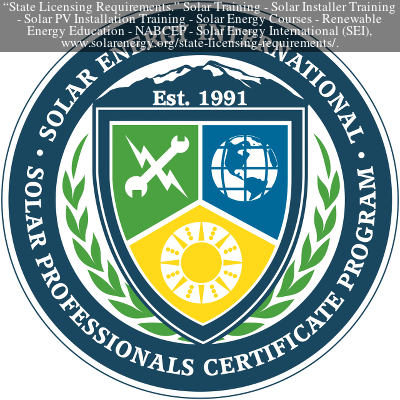 “State Licensing Requirements.” Solar Training - Solar Installer Training
- Solar PV Installation Training - Solar Energy Courses - Renewable
Energy Education - NABCEP - Solar Energy International (SEI),
www.solarenergy.org/state-licensing-requirements/.
• SOLAR ENERGY INTERNATIONAL •
Est. 1991
SOLAR PROFESSIONALS CERTIFICATE PROGRAM